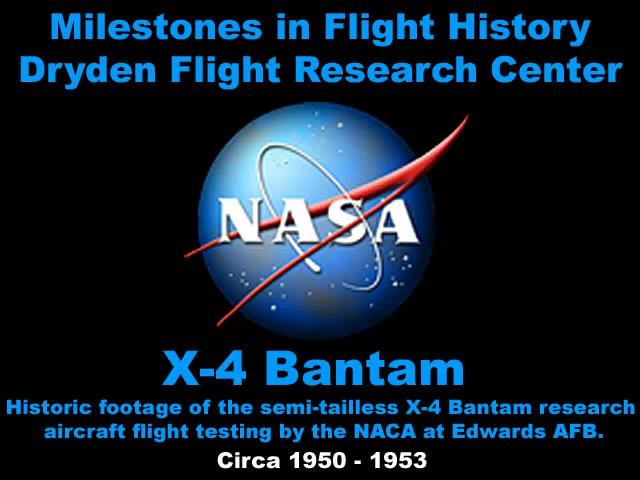 Milestones in Flight History
Dryden Flight Research Center
NASA
X-4 Bantam
Historic footage of the semi-tailless X-4 Bantam research
aircraft flight testing by the NACA at Edwards AFB.
Circa 1950 - 1953